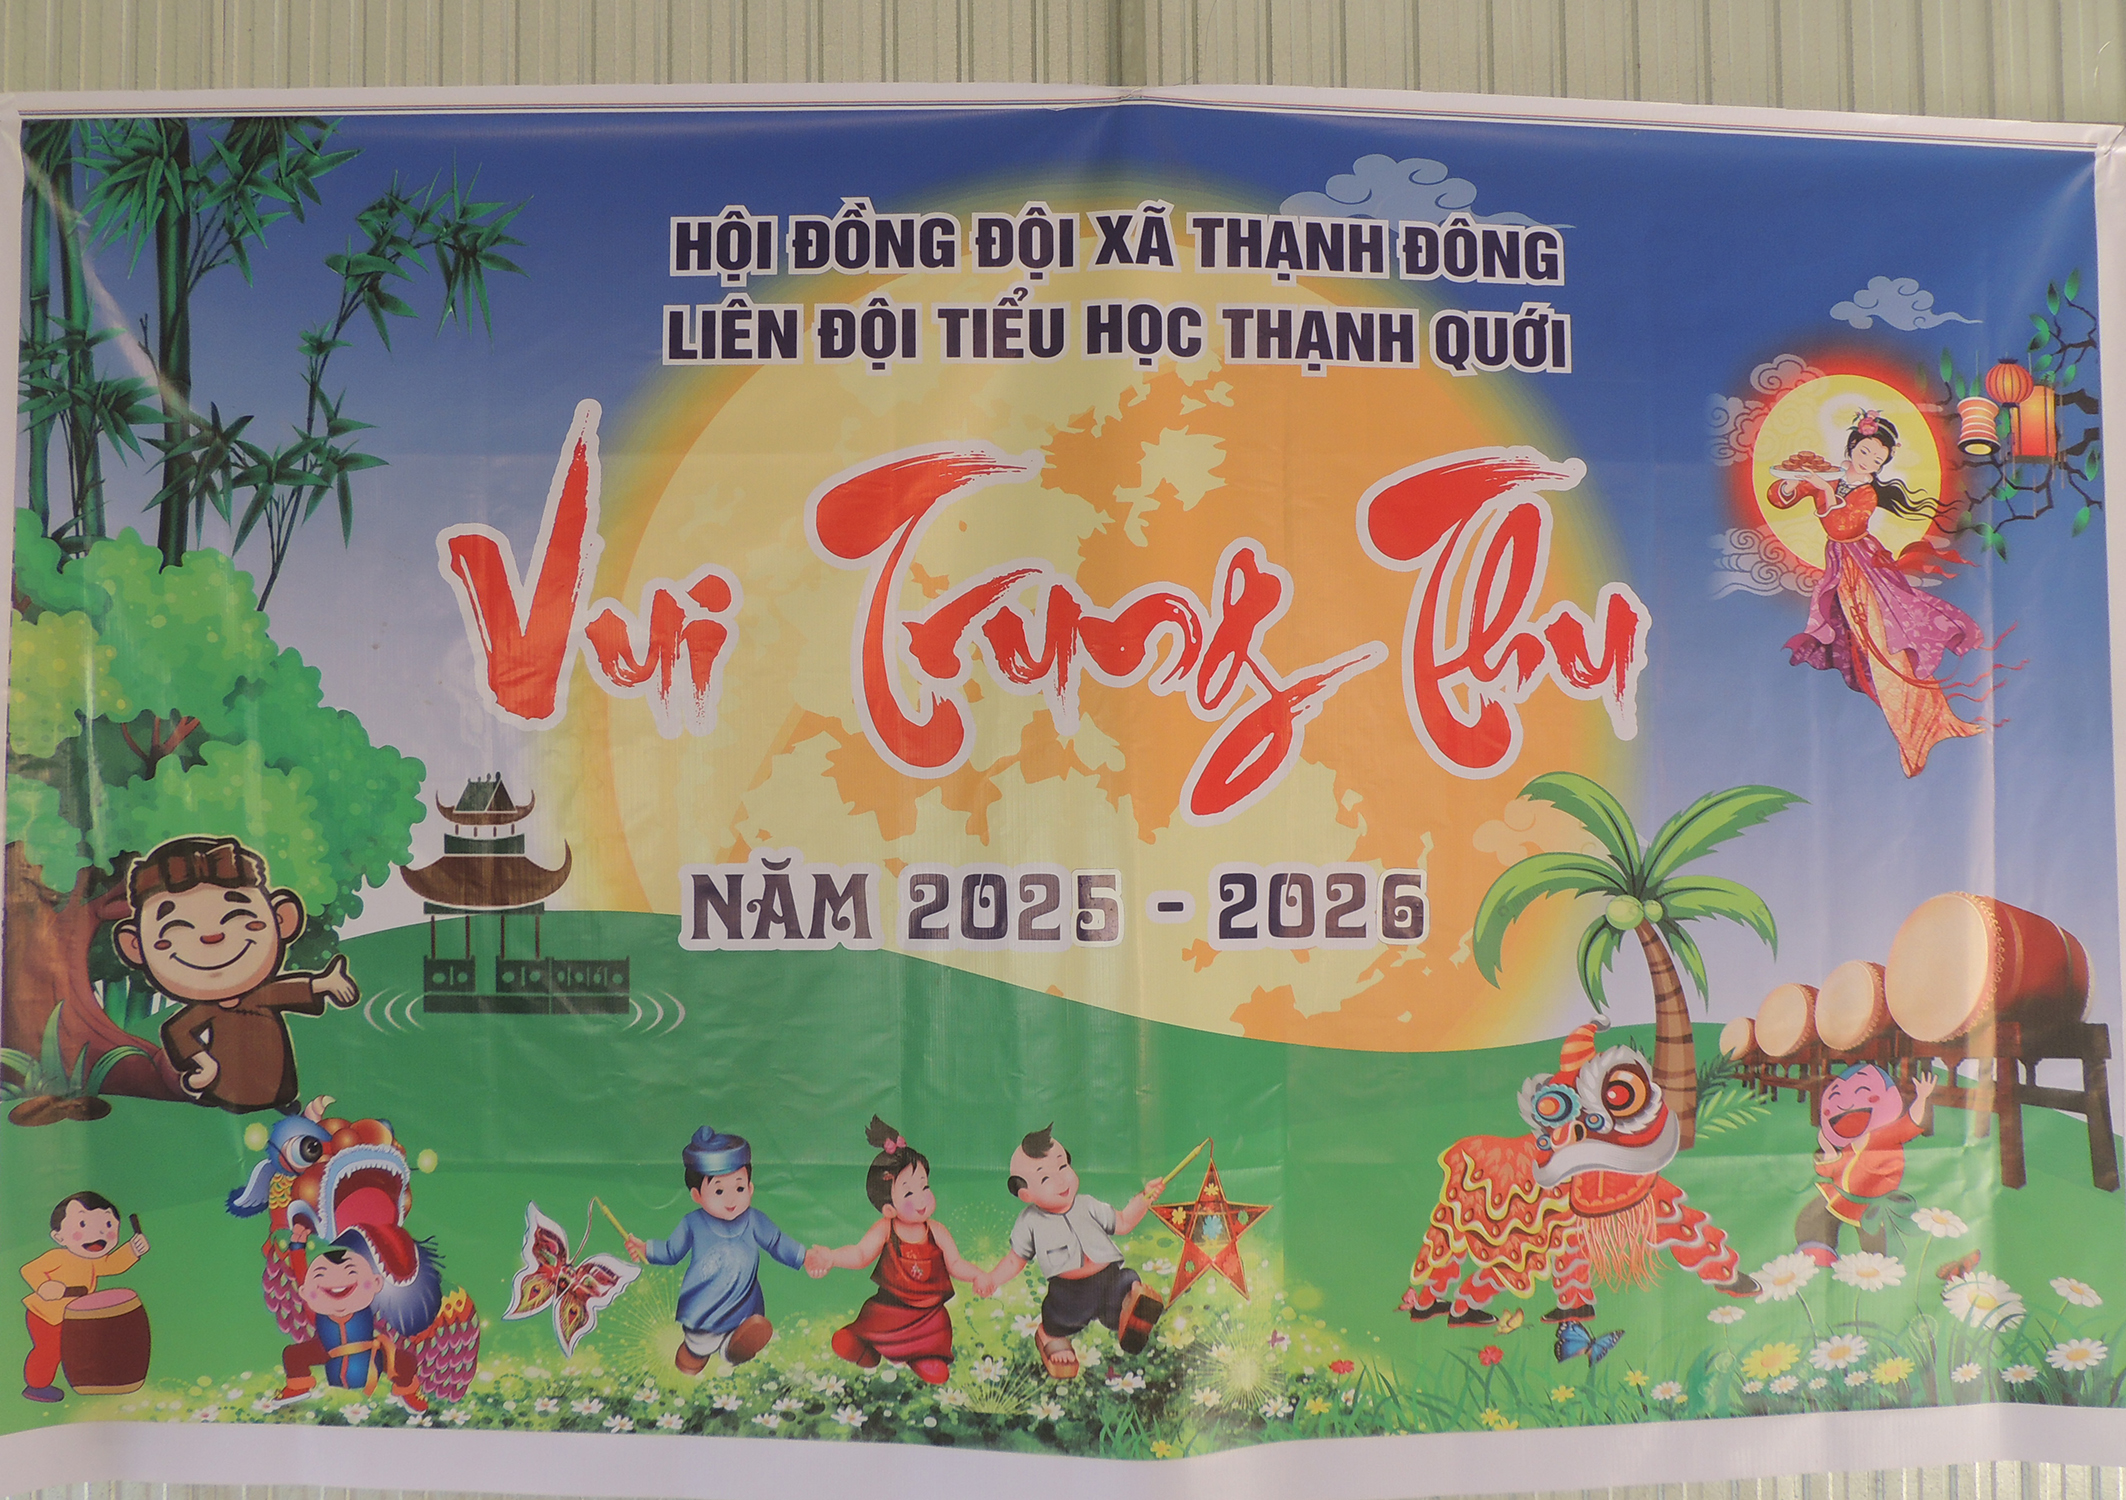 HỘI ĐỒNG ĐỘI XÃ THẠNH ĐÔNG
LIÊN ĐỘI TIỂU HỌC THẠNH QUỚI
Vui Trung Thu
NĂM 2025 - 2026